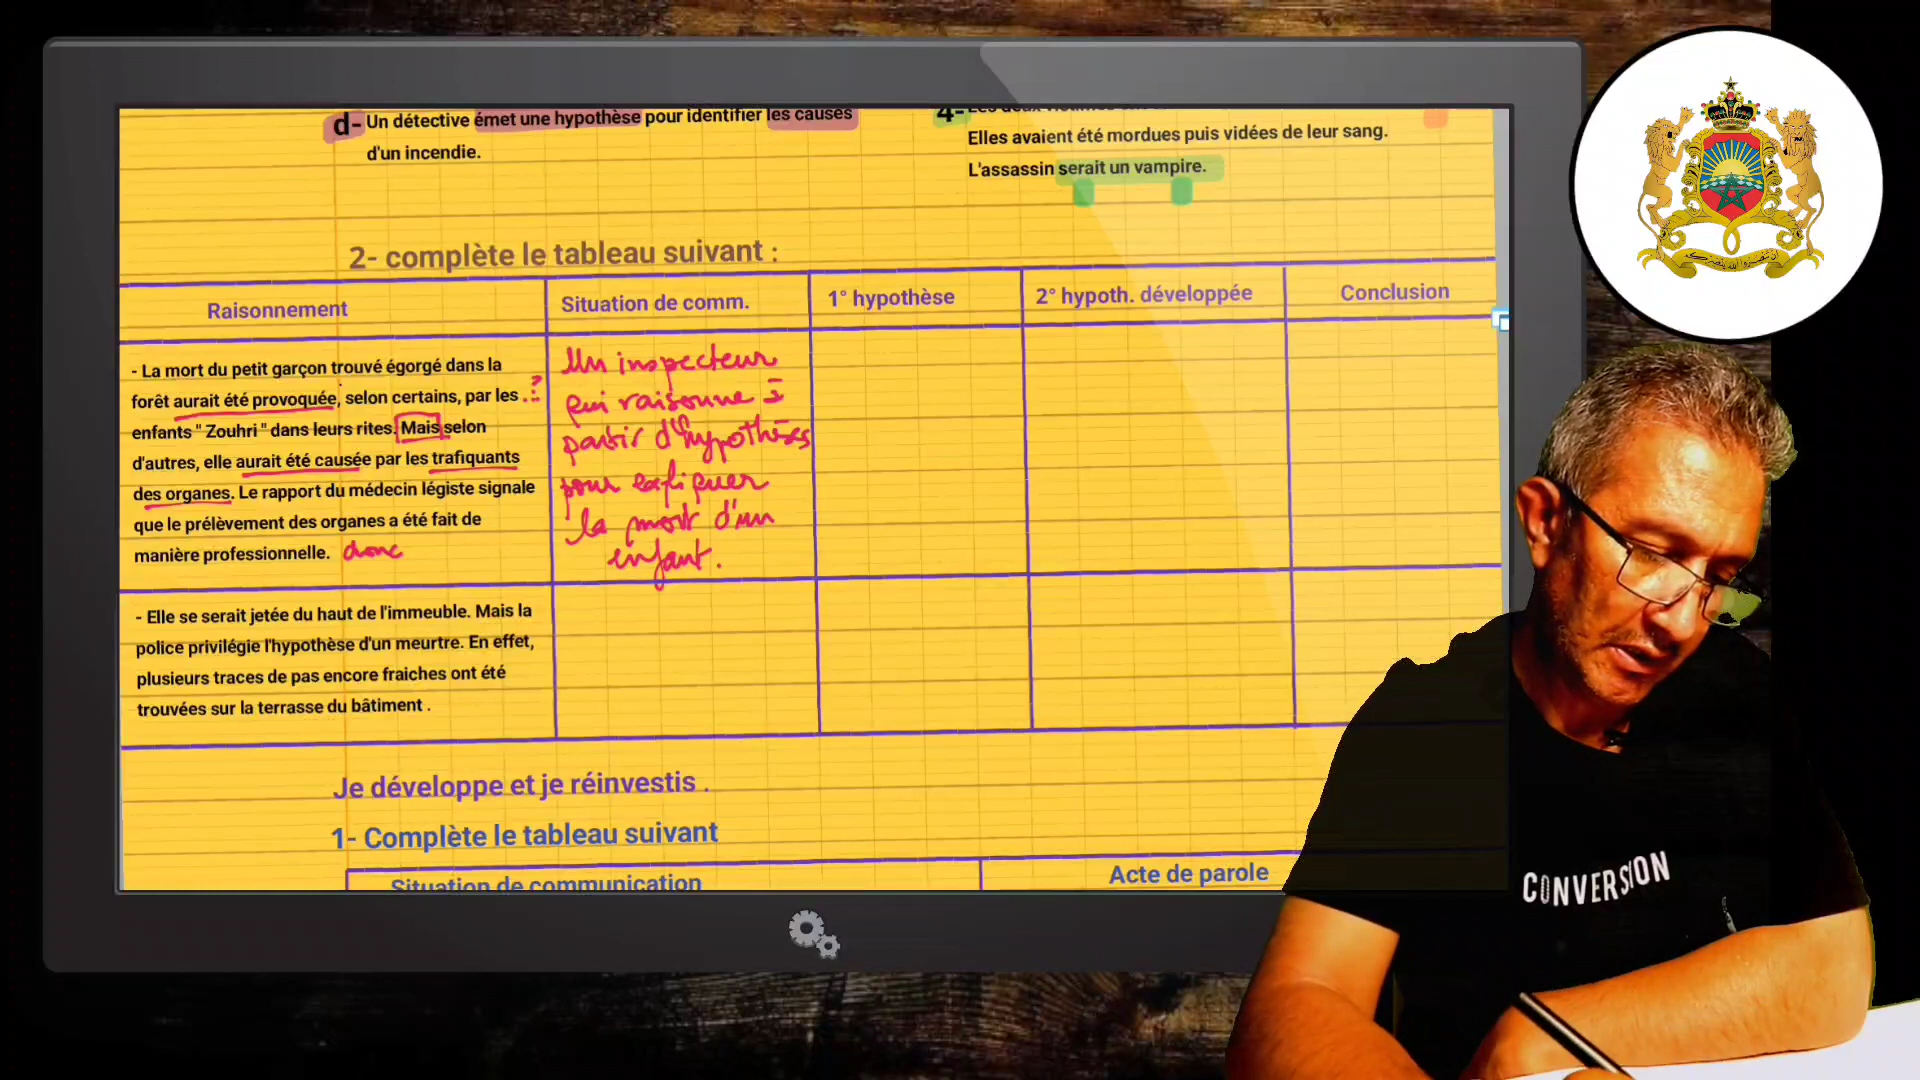 d- Un détective émet une hypothèse pour identifier les causes
d'un incendie.
4-
Elles avaient été mordues puis vidées de leur sang.
L'assassin serait un vampire.
2- complète le tableau suivant :
Raisonnement
Situation de comm.
1° hypothèse
2° hypoth. développée
Conclusion
- La mort du petit garçon trouvé égorgé dans la
forêt aurait été provoquée, selon certains, par les ..?
enfants " Zouhri " dans leurs rites. Mais selon
d'autres, elle aurait été causée par les trafiquants
des organes. Le rapport du médecin légiste signale
que le prélèvement des organes a été fait de
manière professionnelle. donc
Un inspecteur
qui raisonne à
partir d'hypothèses
pour expliquer
la mort d'un
enfant.
- Elle se serait jetée du haut de l'immeuble. Mais la
police privilégie l'hypothèse d'un meurtre. En effet,
plusieurs traces de pas encore fraiches ont été
trouvées sur la terrasse du bâtiment .
Je développe et je réinvestis .
1- Complète le tableau suivant
Situation de communication
Acte de parole
CONVERSION